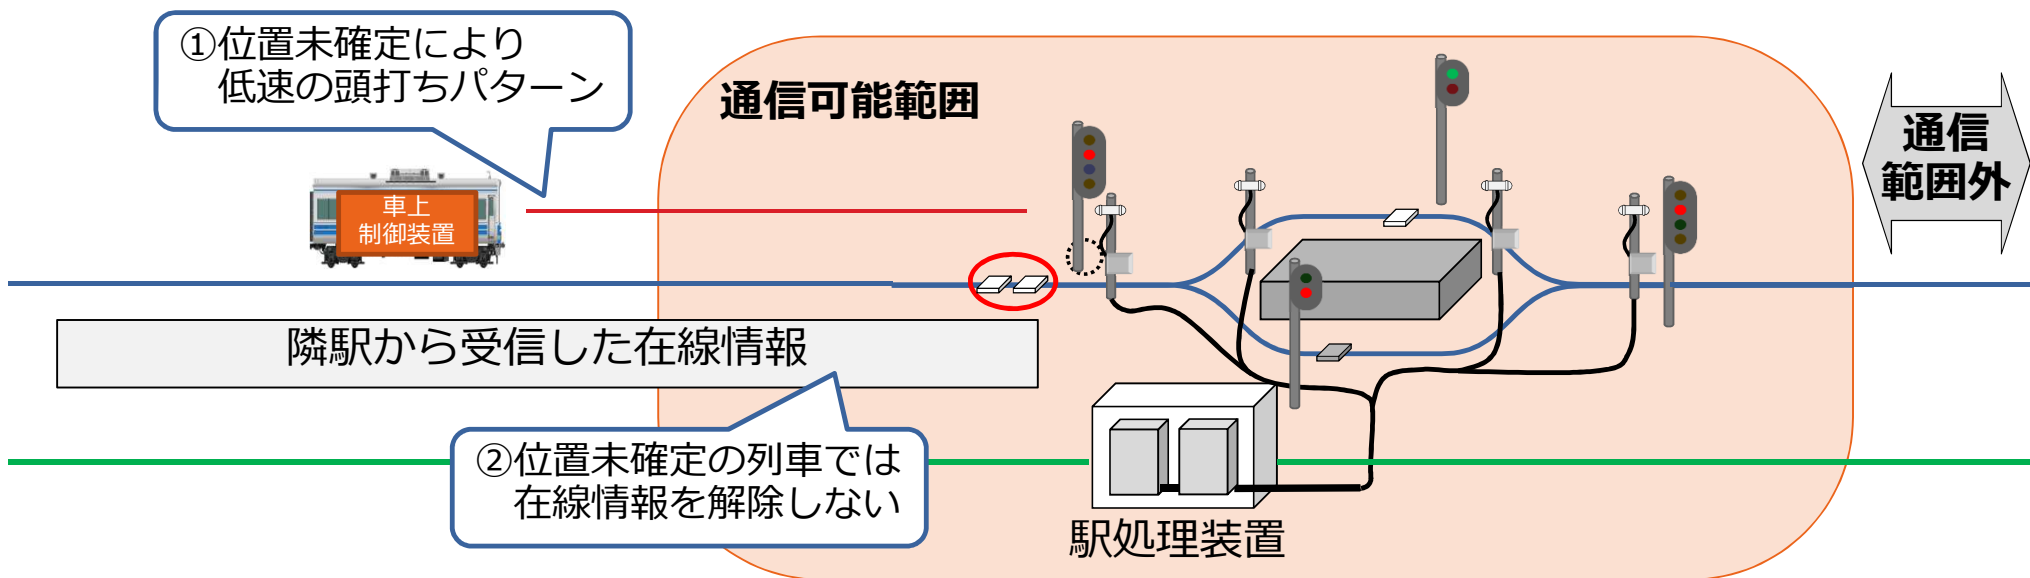 ①位置未確定により
低速の頭打ちパターン
通信可能範囲
通信
範囲外
車上
制御装置
隣駅から受信した在線情報
②位置未確定の列車では
在線情報を解除しない
駅処理装置